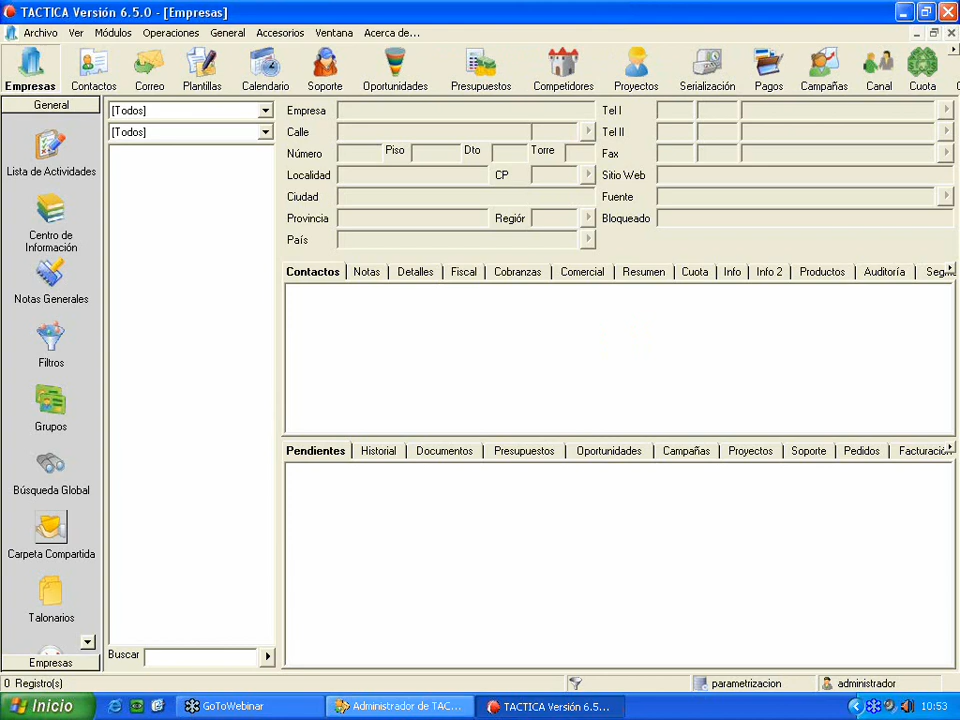 TACTICA Versión 6.5.0 - [Empresas]
Archivo Ver Módulos Operaciones General Accesorios Ventana Acerca de...
Empresas Contactos Correo Plantillas Calendario Soporte Oportunidades Presupuestos Competidores Proyectos Serialización Pagos Campañas Canal Cuota
General
Lista de Actividades
Centro de
Información
Notas Generales
Filtros
Grupos
Búsqueda Global
Carpeta Compartida
Talonarios
Empresas
[Todos]
[Todos]
Buscar
Empresa
Calle
Número Piso Dto Torre
Localidad CP
Ciudad
Provincia Regiór
País
Tel I
Tel II
Fax
Sitio Web
Fuente
Bloqueado
Contactos Notas Detalles Fiscal Cobranzas Comercial Resumen Cuota Info Info 2 Productos Auditoría
Pendientes Historial Documentos Presupuestos Oportunidades Campañas Proyectos Soporte Pedidos Facturación
0 Registro(s) parametrizacion administrador
Inicio GoToWebinar Administrador de TAC... TACTICA Versión 6.5... 10:53